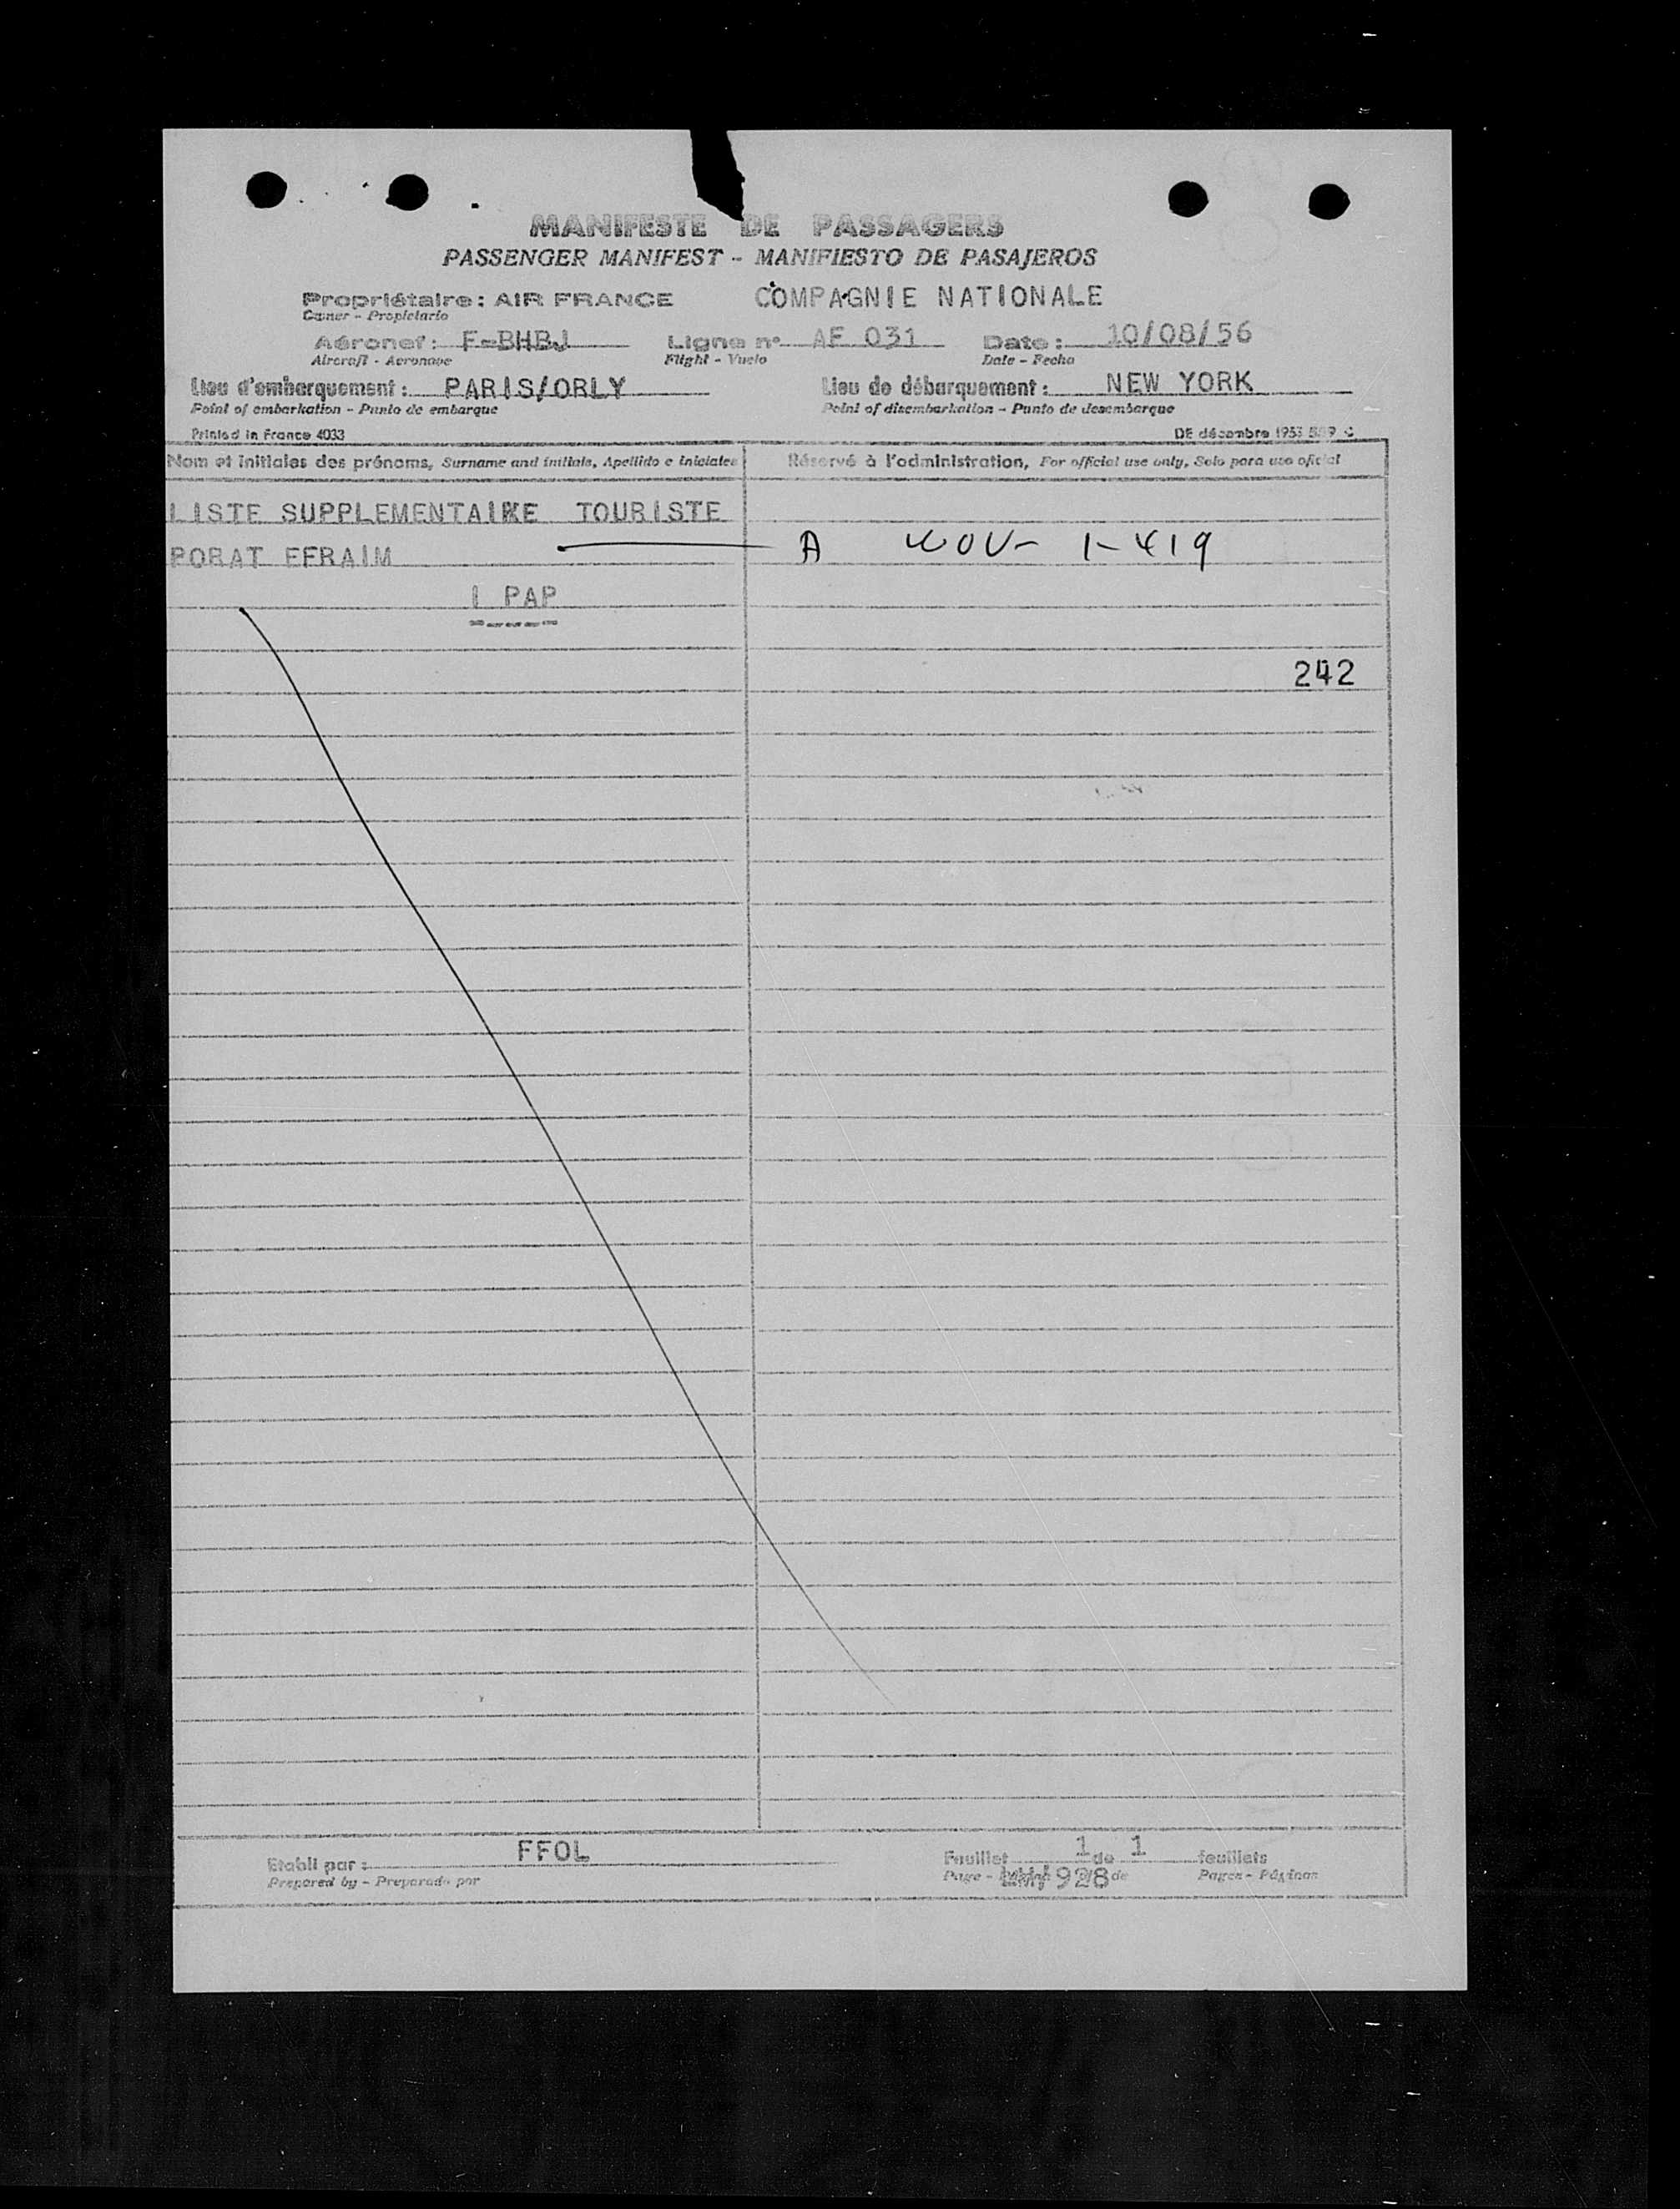 MANIFESTE DE PASSAGERS
PASSENGER MANIFEST - MANIFIESTO DE PASAJEROS
Propriétaire : AIR FRANCE COMPAGNIE NATIONALE
Owner - Propietario
Aéronef : F-BHBJ Ligne n° AF 031 Date : 10/08/56
Aircraft - Aeronave Flight - Vuelo Date - Fecha
Lieu d'embarquement : PARIS/ORLY Lieu de débarquement : NEW YORK
Point of embarkation - Punto de embarque Point of disembarkation - Punto de desembarque
Printed in France 4033 DE décembre 1953
Nom et initiales des prénoms, Surname and initials, Apellido e iniciales Réservé à l'administration, For official use only, Solo para uso oficial
LISTE SUPPLEMENTAIRE TOURISTE
PORAT EFRAIM A 1-419
1 PAP
242
FFOL
Etabli par : Feuillet 1 de 1 feuillets
Prepared by - Preparado por Page - 928 de Pages - Páginas